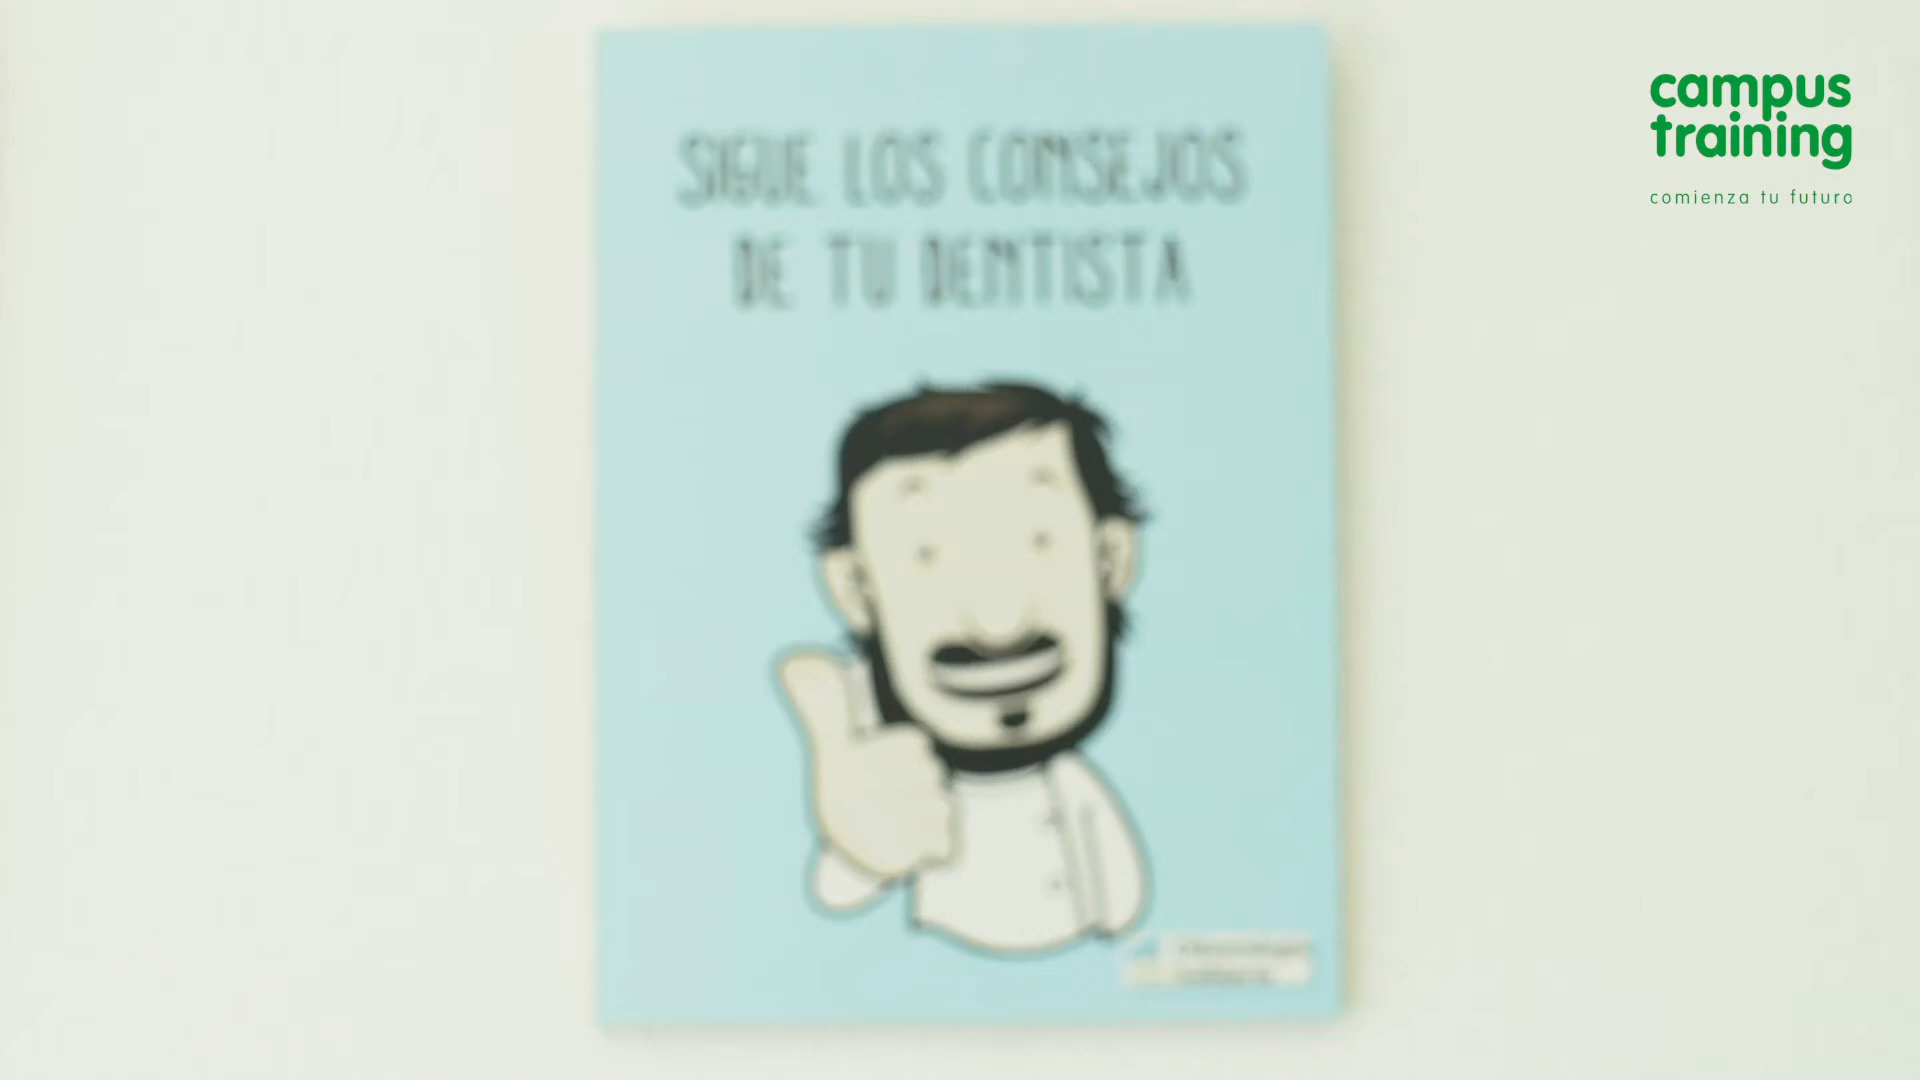 SIGUE LOS CONSEJOS
DE TU DENTISTA
campus
training
comienza tu futuro